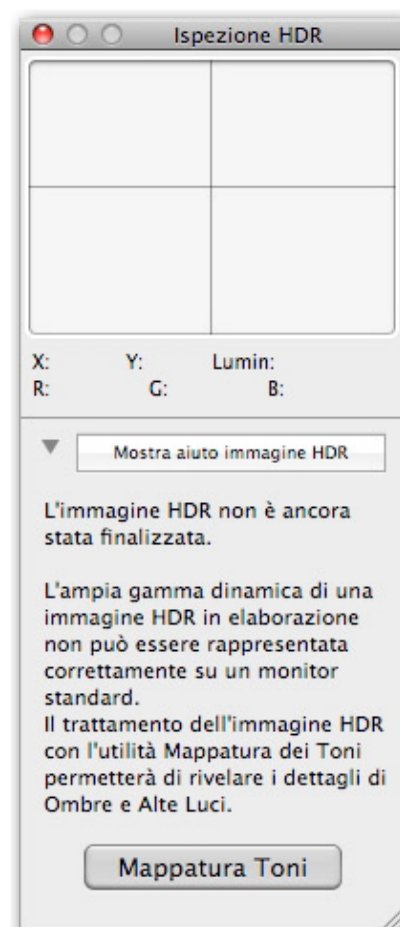 Ispezione HDR
X: Y: Lumin:
R: G: B:
Mostra aiuto immagine HDR
L'immagine HDR non è ancora
stata finalizzata.
L'ampia gamma dinamica di una
immagine HDR in elaborazione
non può essere rappresentata
correttamente su un monitor
standard.
Il trattamento dell'immagine HDR
con l'utilità Mappatura dei Toni
permetterà di rivelare i dettagli di
Ombre e Alte Luci.
Mappatura Toni